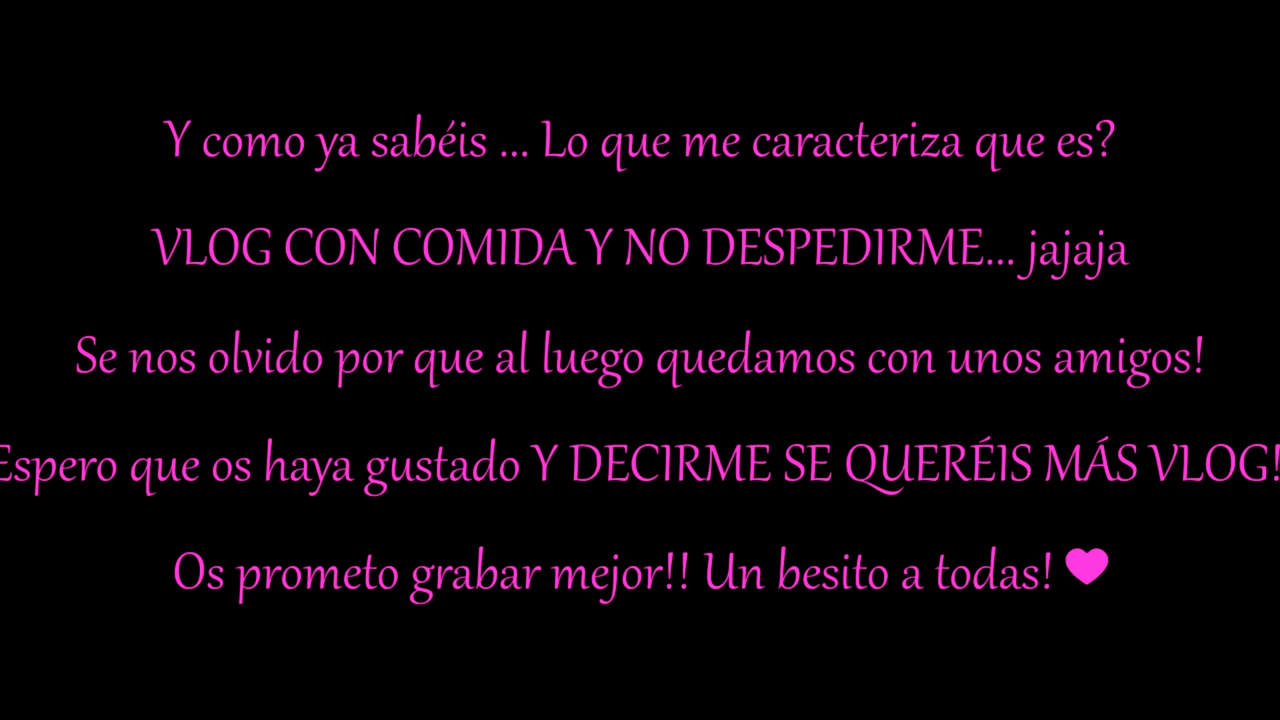 Y como ya sabéis ... Lo que me caracteriza que es?
VLOG CON COMIDA Y NO DESPEDIRME... jajaja
Se nos olvido por que al luego quedamos con unos amigos!
Espero que os haya gustado Y DECIRME SE QUERÉIS MÁS VLOG!
Os prometo grabar mejor!! Un besito a todas! ♥